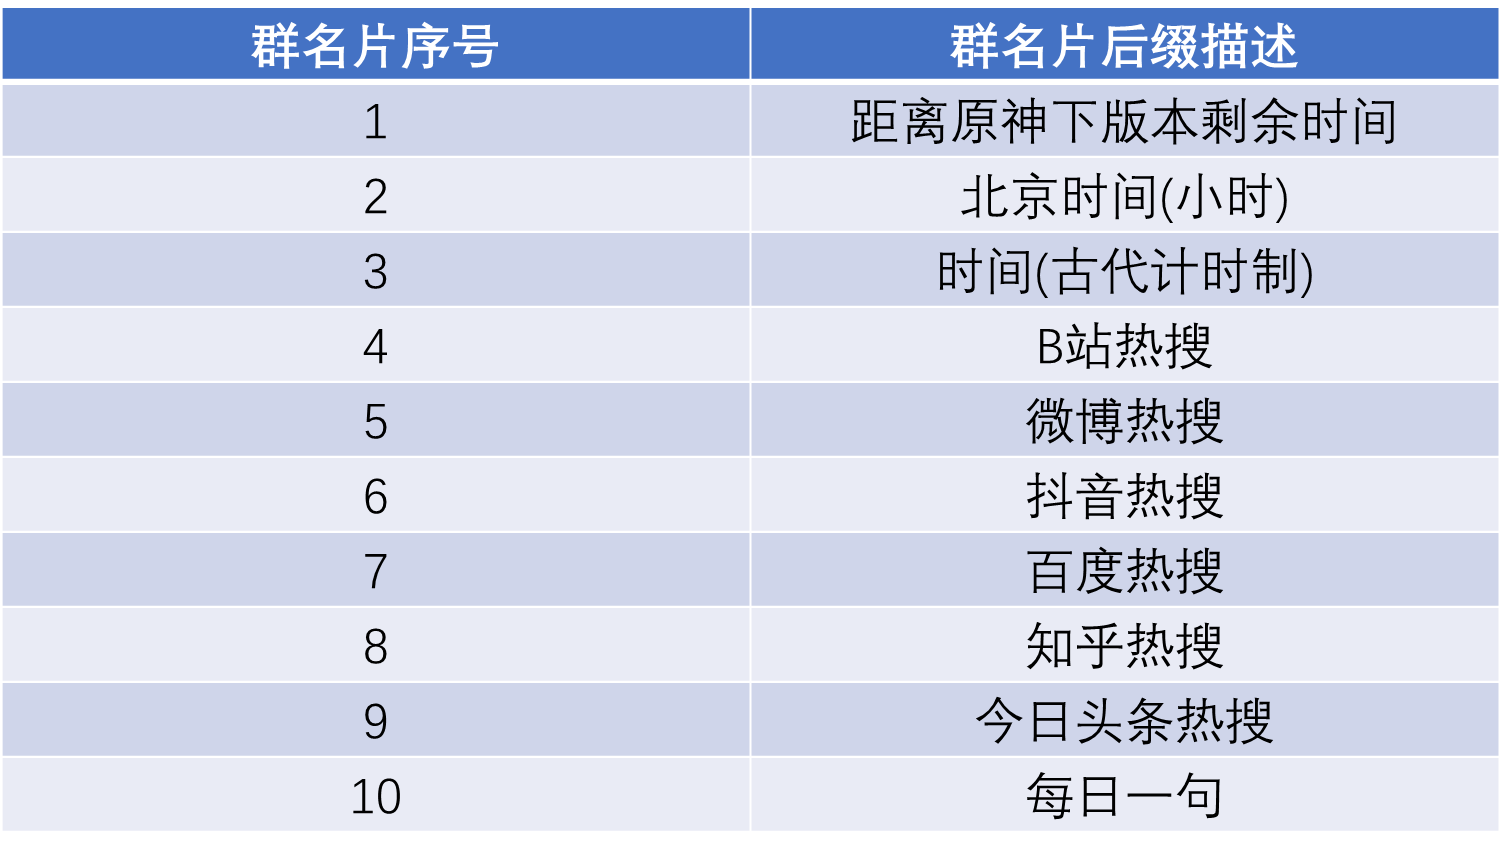 群名片序号 群名片后缀描述
1 距离原神下版本剩余时间
2 北京时间(小时)
3 时间(古代计时制)
4 B站热搜
5 微博热搜
6 抖音热搜
7 百度热搜
8 知乎热搜
9 今日头条热搜
10 每日一句